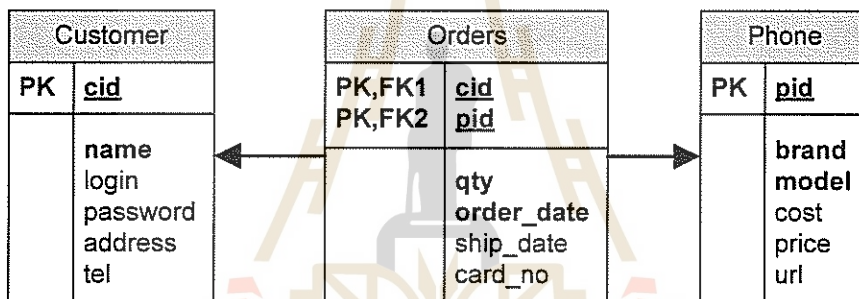 Customer
PK cid
name
login
password
address
tel
Orders
PK,FK1 cid
PK,FK2 pid
qty
order_date
ship_date
card_no
Phone
PK pid
brand
model
cost
price
url